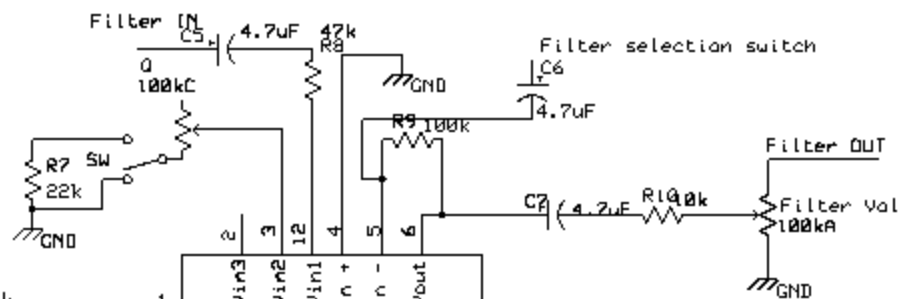 Filter IN
C5
4.7uF
47k
R8
Filter selection switch
C6
Q
100kC
GND
4.7uF
R9
100k
Filter OUT
SW
R7
22k
C7
4.7uF
R10
10k
Filter Vol
100kA
GND
GND
2
3
12
4
5
6
Vin3
Vin2
Vin1
n +
n -
Vout
1